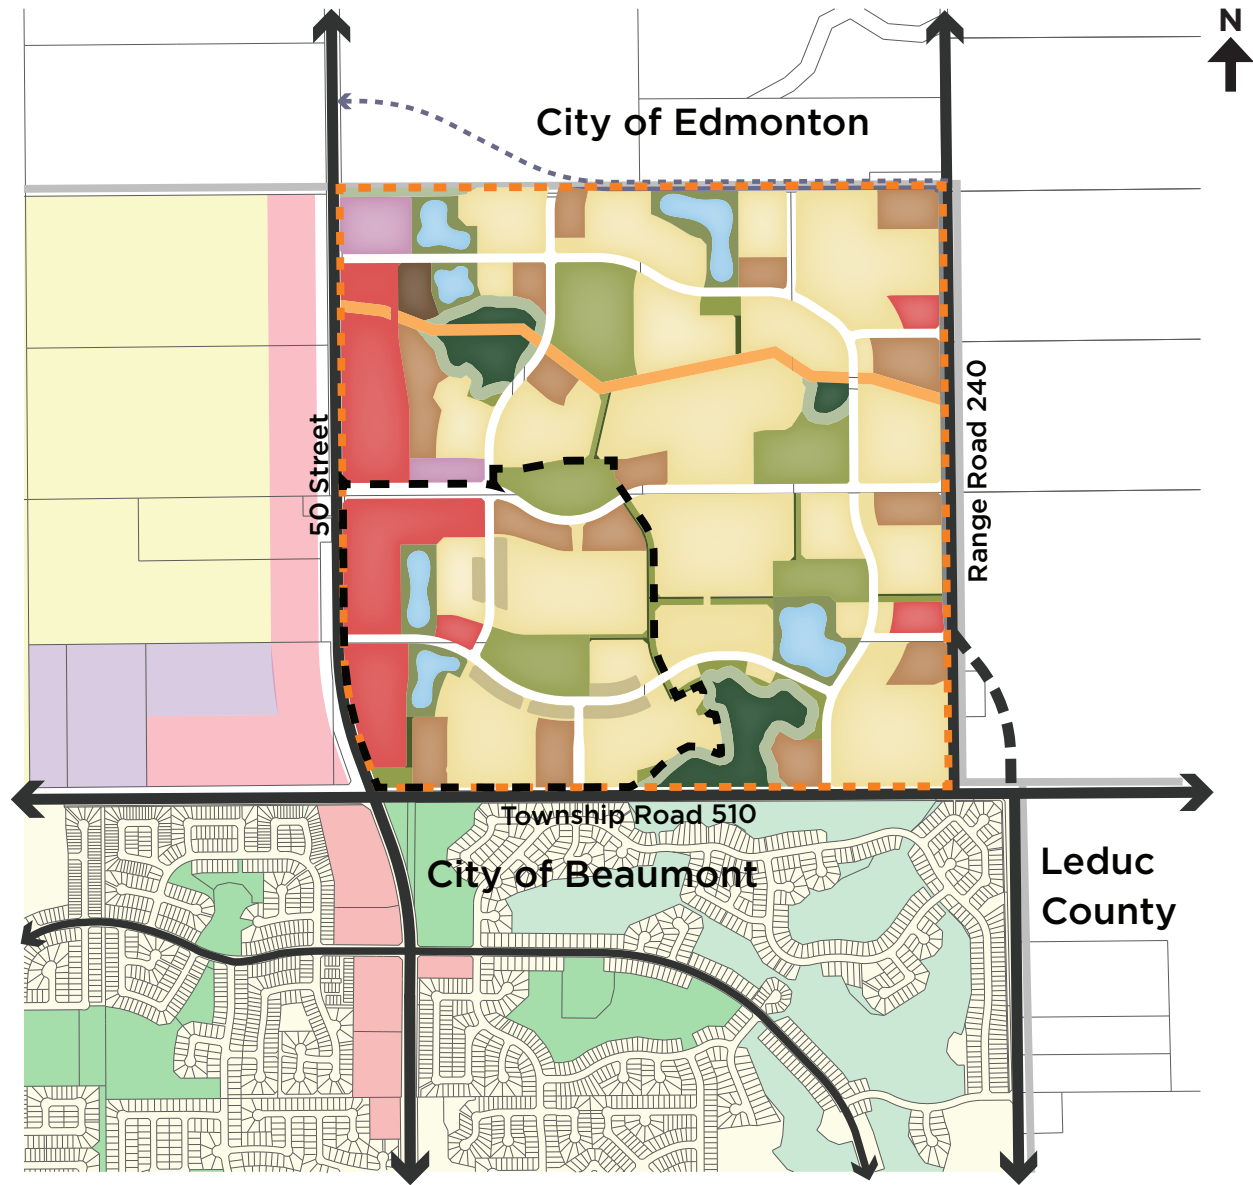 N
City of Edmonton
50 Street
Range Road 240
Township Road 510
City of Beaumont
Leduc
County